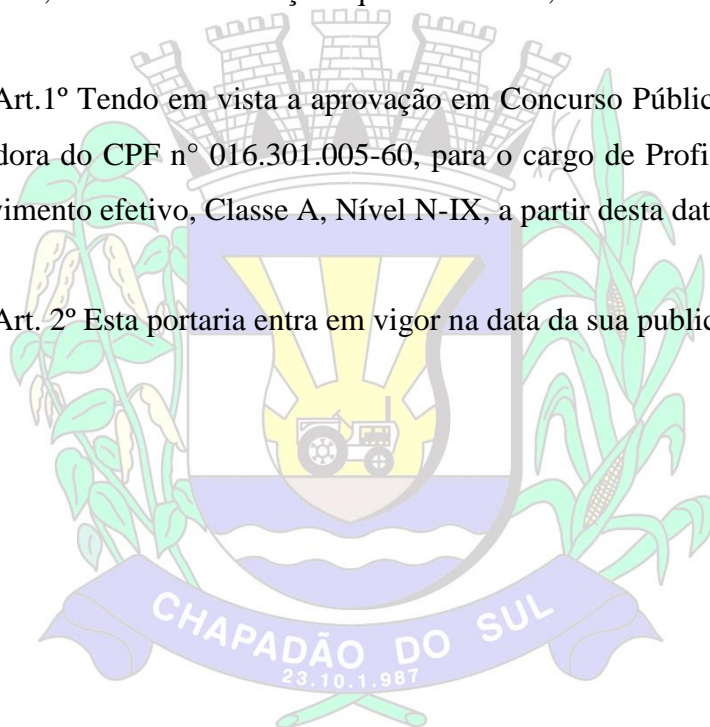 Art.1º Tendo em vista a aprovação em Concurso Públic
dora do CPF n° 016.301.005-60, para o cargo de Profi
vimento efetivo, Classe A, Nível N-IX, a partir desta dat
Art. 2º Esta portaria entra em vigor na data da sua public
CHAPADÃO DO SUL
23.10.1.987